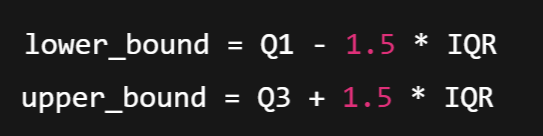 lower_bound = Q1 - 1.5 * IQR
upper_bound = Q3 + 1.5 * IQR